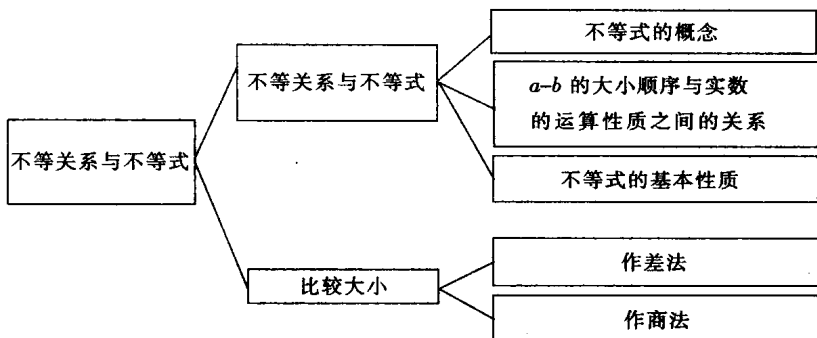 不等式的概念
不等关系与不等式
a-b 的大小顺序与实数
的运算性质之间的关系
不等关系与不等式
不等式的基本性质
作差法
比较大小
作商法